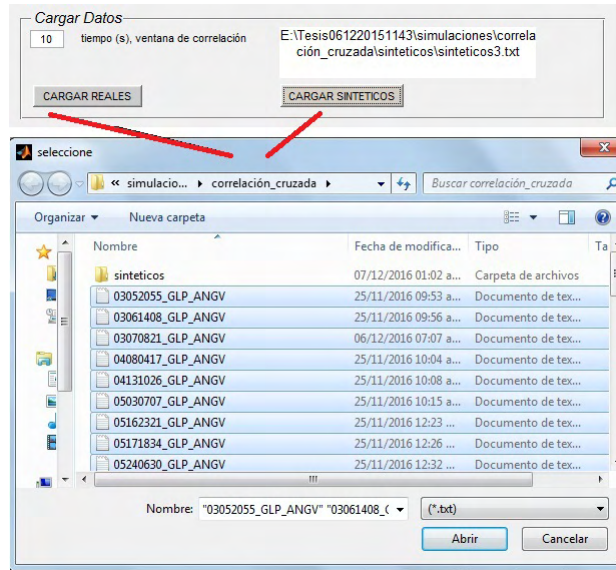 Cargar Datos
10 tiempo (s), ventana de correlación
E:\Tesis061220151143\simulaciones\correla
ción_cruzada\sinteticos\sinteticos3.txt
CARGAR REALES CARGAR SINTETICOS
seleccione
« simulacio... correlación_cruzada Buscar correlación_cruzada
Organizar Nueva carpeta
Nombre Fecha de modifica... Tipo Ta
sinteticos 07/12/2016 01:02 a... Carpeta de archivos
03052055_GLP_ANGV 25/11/2016 09:53 a... Documento de tex...
03061408_GLP_ANGV 25/11/2016 09:56 a... Documento de tex...
03070821_GLP_ANGV 06/12/2016 07:07 a... Documento de tex...
04080417_GLP_ANGV 25/11/2016 10:04 a... Documento de tex...
04131026_GLP_ANGV 25/11/2016 10:08 a... Documento de tex...
05030707_GLP_ANGV 25/11/2016 10:15 a... Documento de tex...
05162321_GLP_ANGV 25/11/2016 12:23 ... Documento de tex...
05171834_GLP_ANGV 25/11/2016 12:26 ... Documento de tex...
05240630_GLP_ANGV 25/11/2016 12:32 ... Documento de tex...
Nombre: "03052055_GLP_ANGV" "03061408_( (*.txt)
Abrir Cancelar